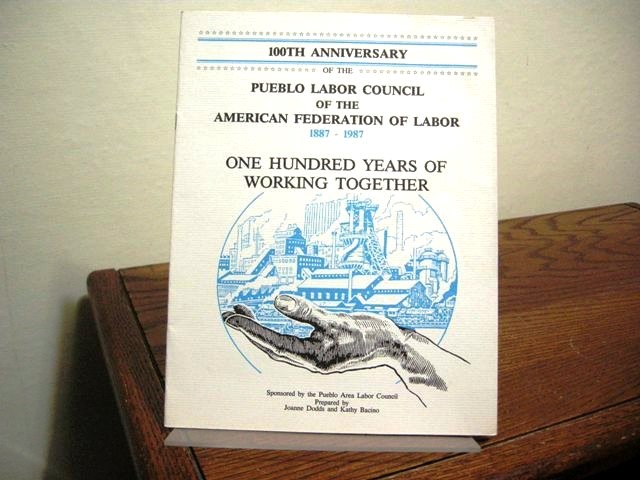 100TH ANNIVERSARY
OF THE
PUEBLO LABOR COUNCIL
OF THE
AMERICAN FEDERATION OF LABOR
1887 - 1987
ONE HUNDRED YEARS OF
WORKING TOGETHER
Sponsored by the Pueblo Area Labor Council
Prepared by
Joanne Dodds and Kathy Bacino